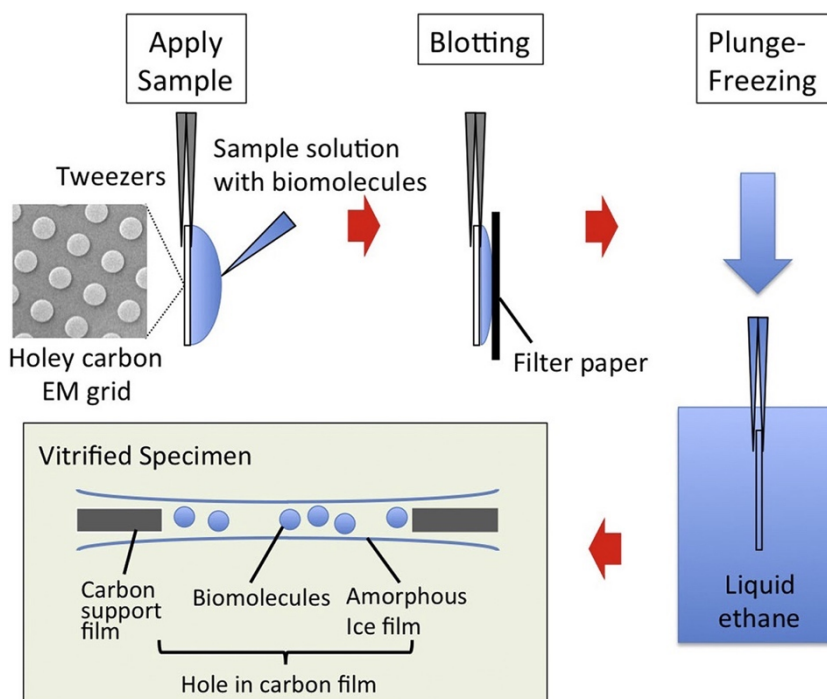 Apply
Sample
Blotting
Plunge-
Freezing
Tweezers
Sample solution
with biomolecules
Holey carbon
EM grid
Filter paper
Liquid
ethane
Vitrified Specimen
Carbon
support
film
Biomolecules
Amorphous
Ice film
Hole in carbon film